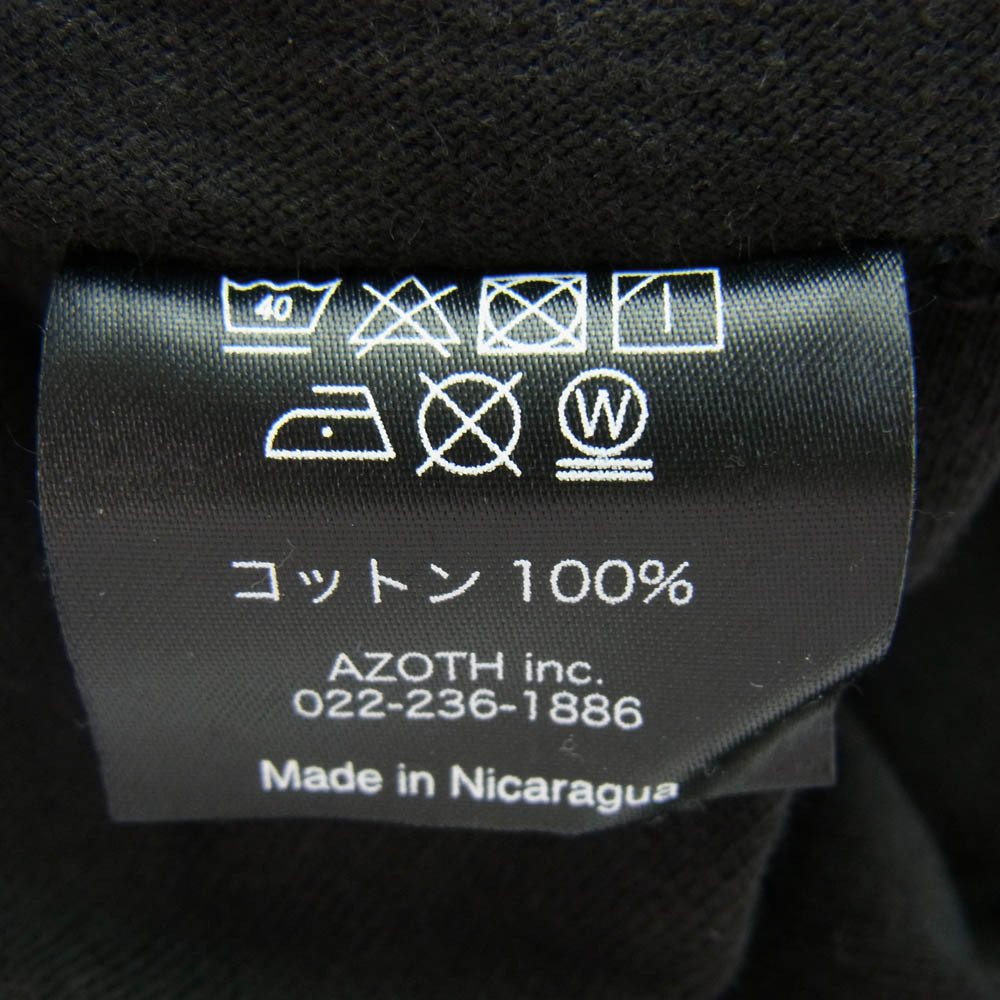 40
W
コットン 100%
AZOTH inc.
022-236-1886
Made in Nicaragua